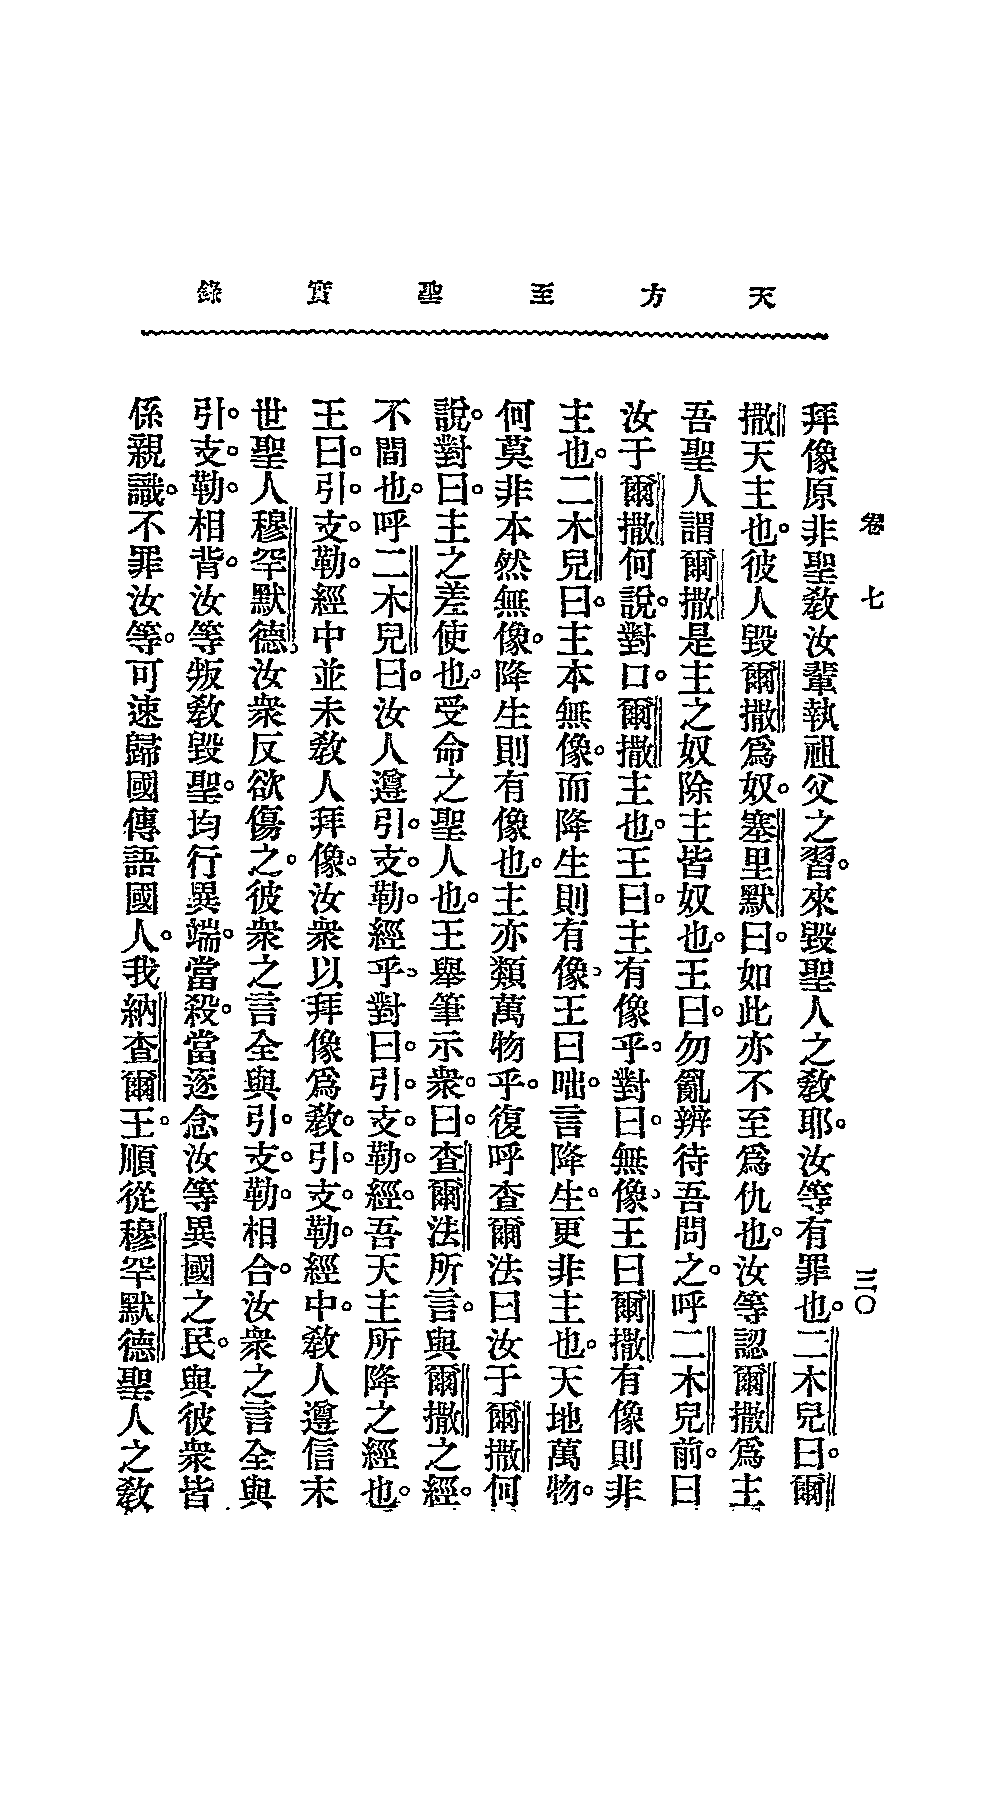 天方至聖實錄
卷七
三〇
拜像原非聖敎汝輩執祖父之習。來毀聖人之敎耶。汝等有罪也。二木兒曰。爾
撒天主也。彼人毀爾撒爲奴。塞里默曰。如此亦不至爲仇也。汝等認爾撒爲主
吾聖人謂爾撒是主之奴除主皆奴也。王曰。勿亂辨待吾問之。呼二木兒前。曰
汝于爾撒何說。對口。爾撒主也。王曰。主有像乎。對曰。無像、王曰爾撒有像則非
主也。二木兒曰。主本無像。而降生則有像、王曰咄。言降生。更非主也。天地萬物。
何莫非本然無像。降生則有像也。主亦類萬物乎。復呼查爾法曰汝于爾撒何
說。對曰。主之差使也。受命之聖人也。王舉筆示衆。曰。查爾法所言。與爾撒之經。
不間也。呼二木兒曰。汝人遵引。支。勒。經乎、對曰。引。支。勒。經。吾天主所降之經也。
王曰。引。支。勒。經中並未敎人拜像、汝衆以拜像爲敎。引。支。勒。經中。敎人遵信末
世聖人穆罕默德、汝衆反欲傷之。彼衆之言全與引。支。勒。相合。汝衆之言全與
引。支。勒。相背。汝等叛敎毀聖。均行異端。當殺。當逐念汝等異國之民。與彼衆皆
係親識。不罪汝等。可速歸國傳語國人。我納查爾王。順從穆罕默德聖人之敎